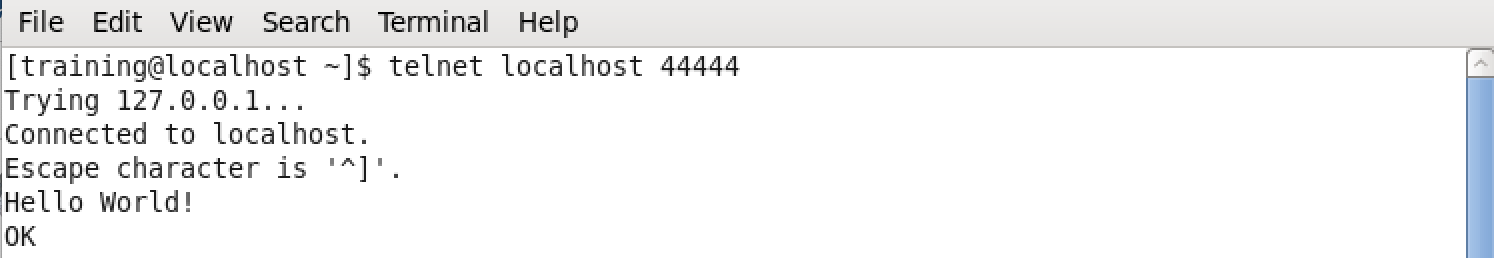 File Edit View Search Terminal Help
[training@localhost ~]$ telnet localhost 44444
Trying 127.0.0.1...
Connected to localhost.
Escape character is '^]'.
Hello World!
OK